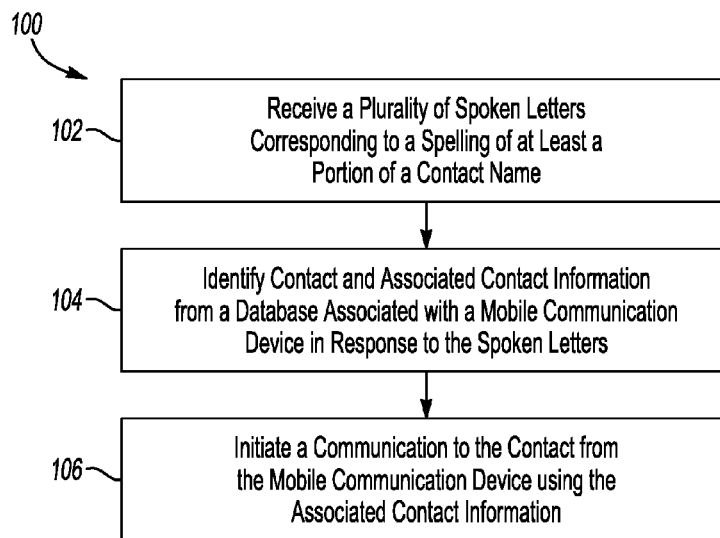 100
102
Receive a Plurality of Spoken Letters
Corresponding to a Spelling of at Least a
Portion of a Contact Name
104
Identify Contact and Associated Contact Information
from a Database Associated with a Mobile Communication
Device in Response to the Spoken Letters
106
Initiate a Communication to the Contact from
the Mobile Communication Device using the
Associated Contact Information